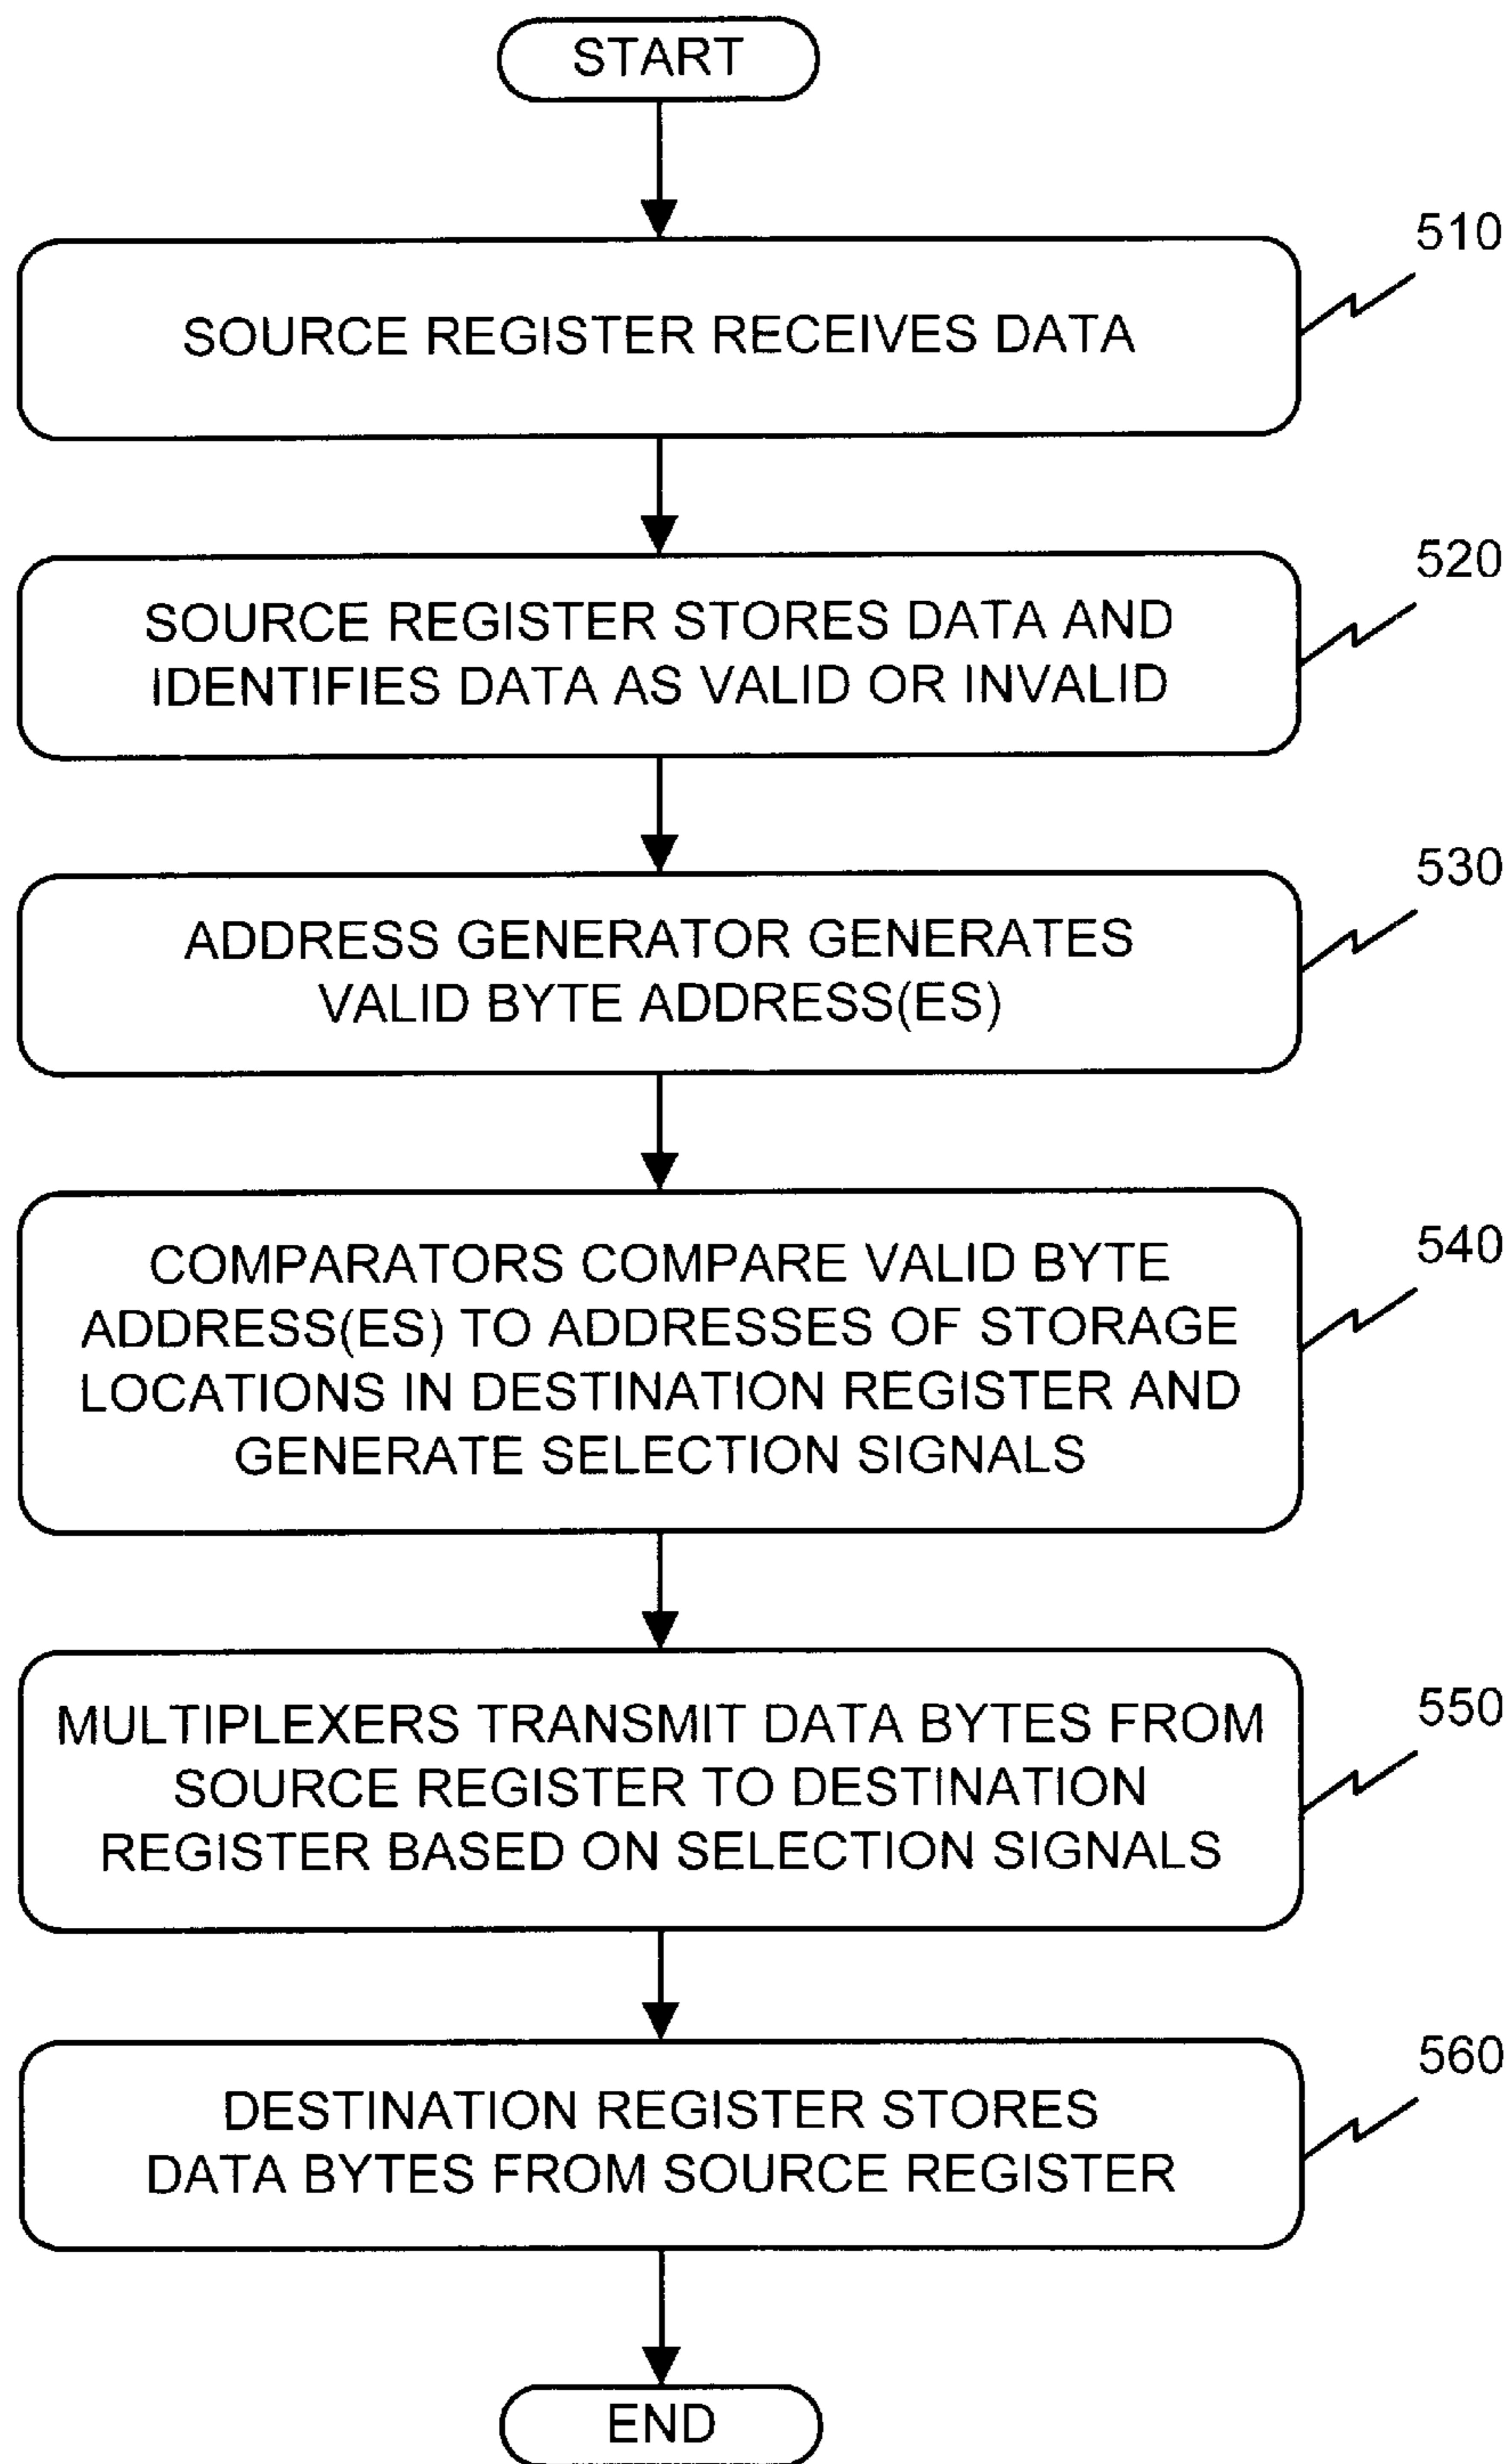 START
510
SOURCE REGISTER RECEIVES DATA
520
SOURCE REGISTER STORES DATA AND
IDENTIFIES DATA AS VALID OR INVALID
530
ADDRESS GENERATOR GENERATES
VALID BYTE ADDRESS(ES)
540
COMPARATORS COMPARE VALID BYTE
ADDRESS(ES) TO ADDRESSES OF STORAGE
LOCATIONS IN DESTINATION REGISTER AND
GENERATE SELECTION SIGNALS
550
MULTIPLEXERS TRANSMIT DATA BYTES FROM
SOURCE REGISTER TO DESTINATION
REGISTER BASED ON SELECTION SIGNALS
560
DESTINATION REGISTER STORES
DATA BYTES FROM SOURCE REGISTER
END